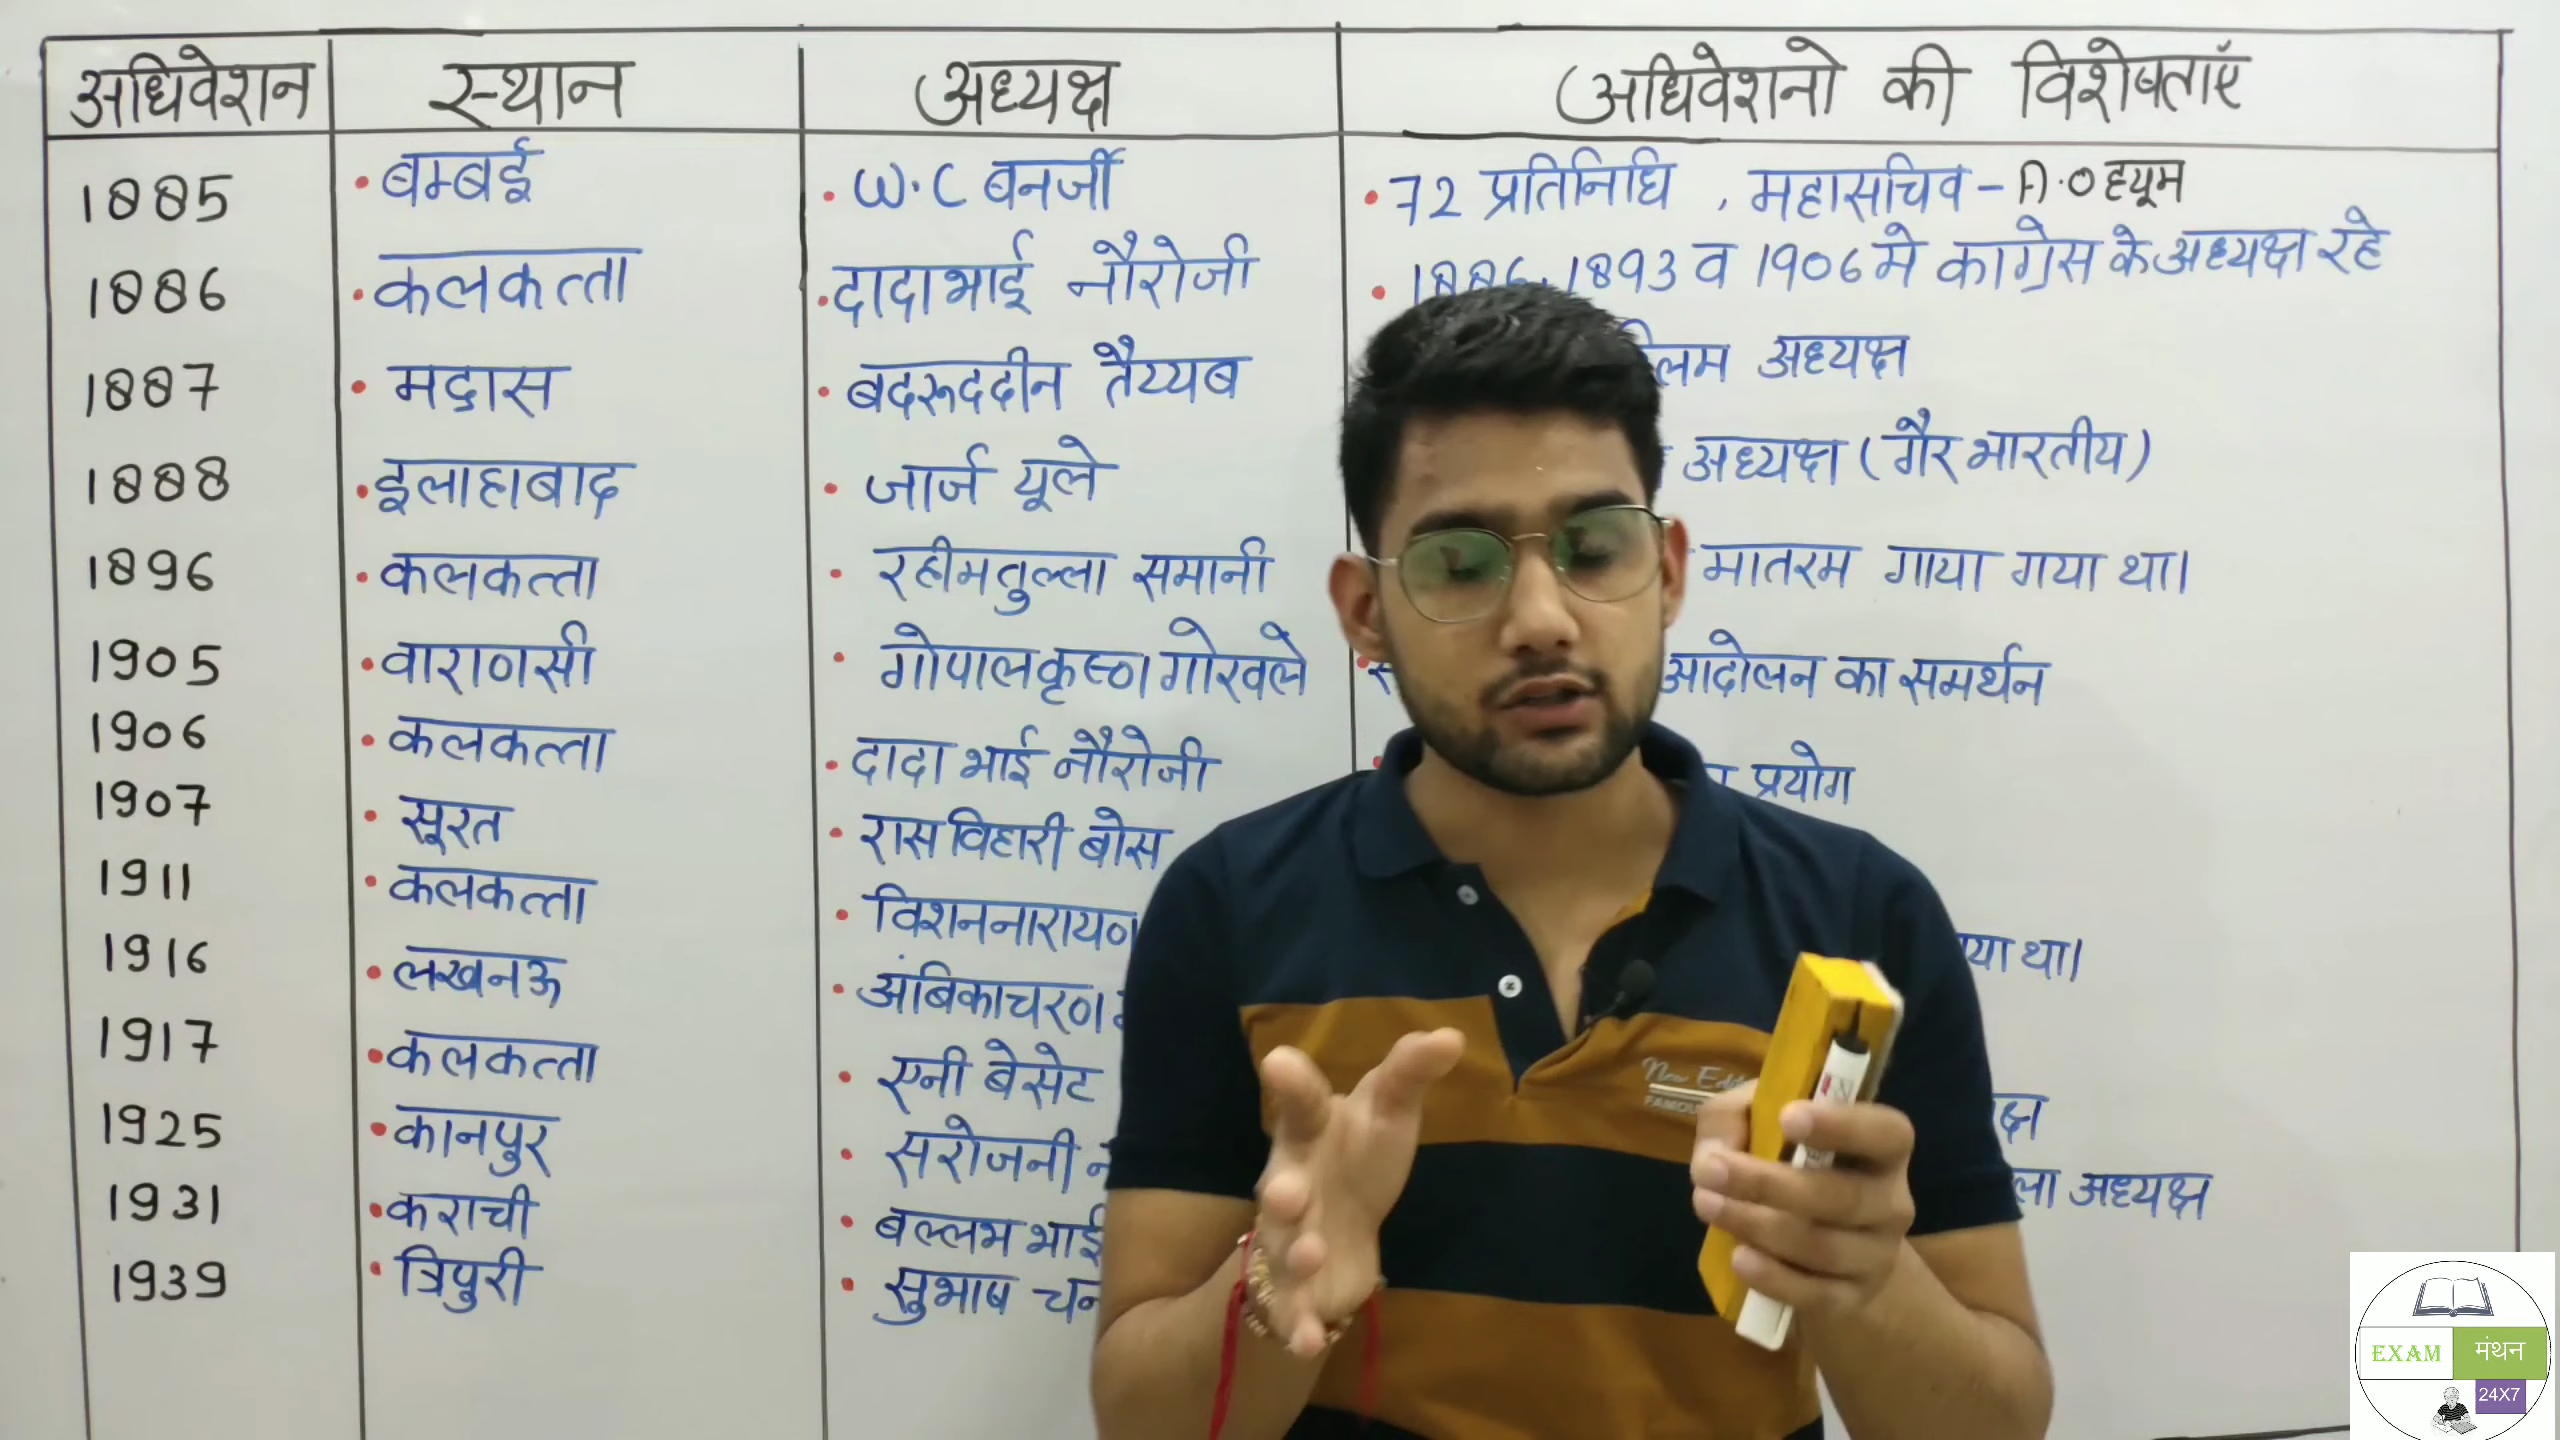 अधिवेशन स्थान अध्यक्ष अधिवेशनो की विशेषताएँ
1885 • बम्बई • W.C बनर्जी • 72 प्रतिनिधि , महासचिव - A.O ह्यूम
1886 • कलकत्ता • दादाभाई नौरोजी • 1886, 1893 व 1906 मे काग्रेस के अध्यक्ष रहे
1887 • मद्रास • बदरूददीन तैय्यब अध्यक्ष
1888 • इलाहाबाद • जार्ज यूले अध्यक्ष (गैर भारतीय)
1896 • कलकत्ता • रहीमतुल्ला समानी मातरम गाया गया था।
1905 • वाराणसी • गोपालकृष्ण गोखले आदोलन का समर्थन
1906 • कलकत्ता • दादा भाई नौरोजी प्रयोग
1907 • सूरत • रास विहारी बोस
1911 • कलकत्ता • विशननारायण था।
1916 • लखनऊ • अंबिकाचरण
1917 • कलकत्ता • एनी बेसेट
1925 • कानपुर • सरोजनी अध्यक्ष
1931 • कराची • बल्लभ भाई
1939 • त्रिपुरी • सुभाष
New
EXAM मंथन
24X7